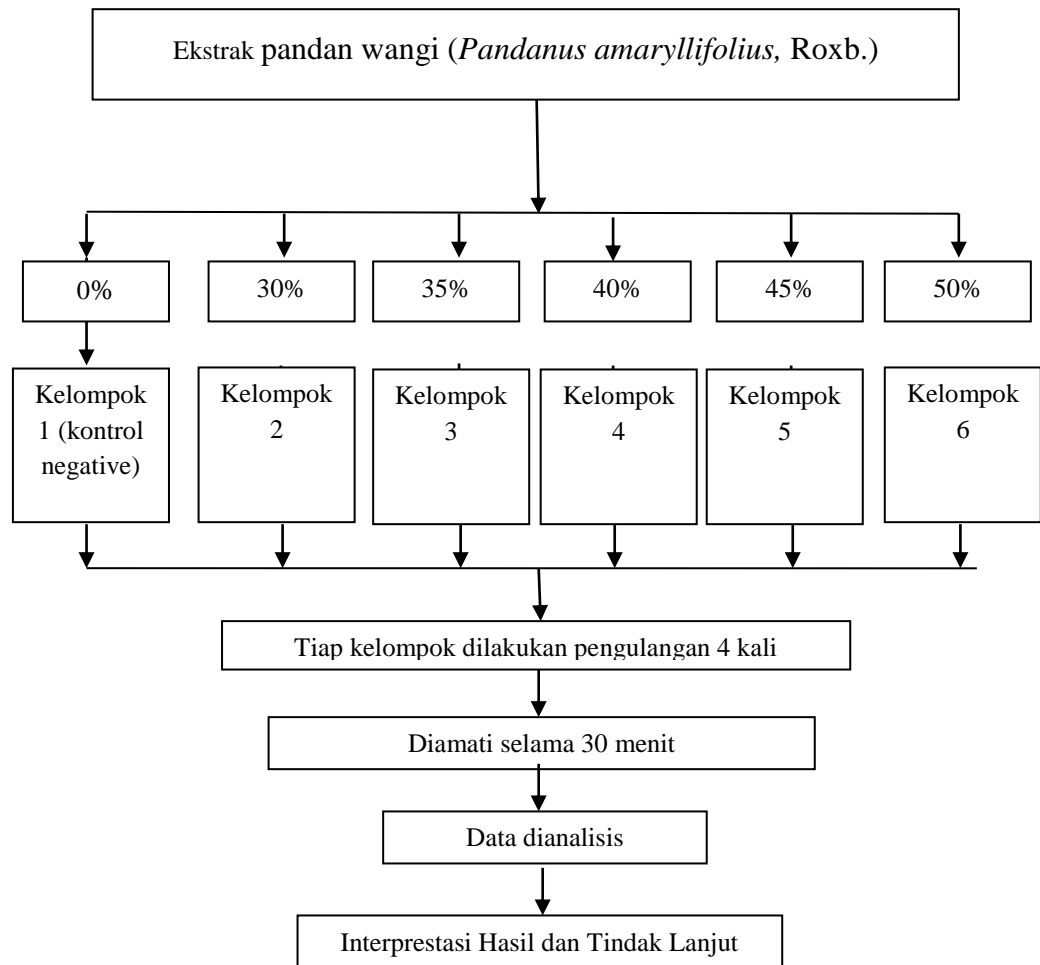 Ekstrak pandan wangi (Pandanus amaryllifolius, Roxb.)
0%
30%
35%
40%
45%
50%
Kelompok
1 (kontrol
negative)
Kelompok
2
Kelompok
3
Kelompok
4
Kelompok
5
Kelompok
6
Tiap kelompok dilakukan pengulangan 4 kali
Diamati selama 30 menit
Data dianalisis
Interprestasi Hasil dan Tindak Lanjut